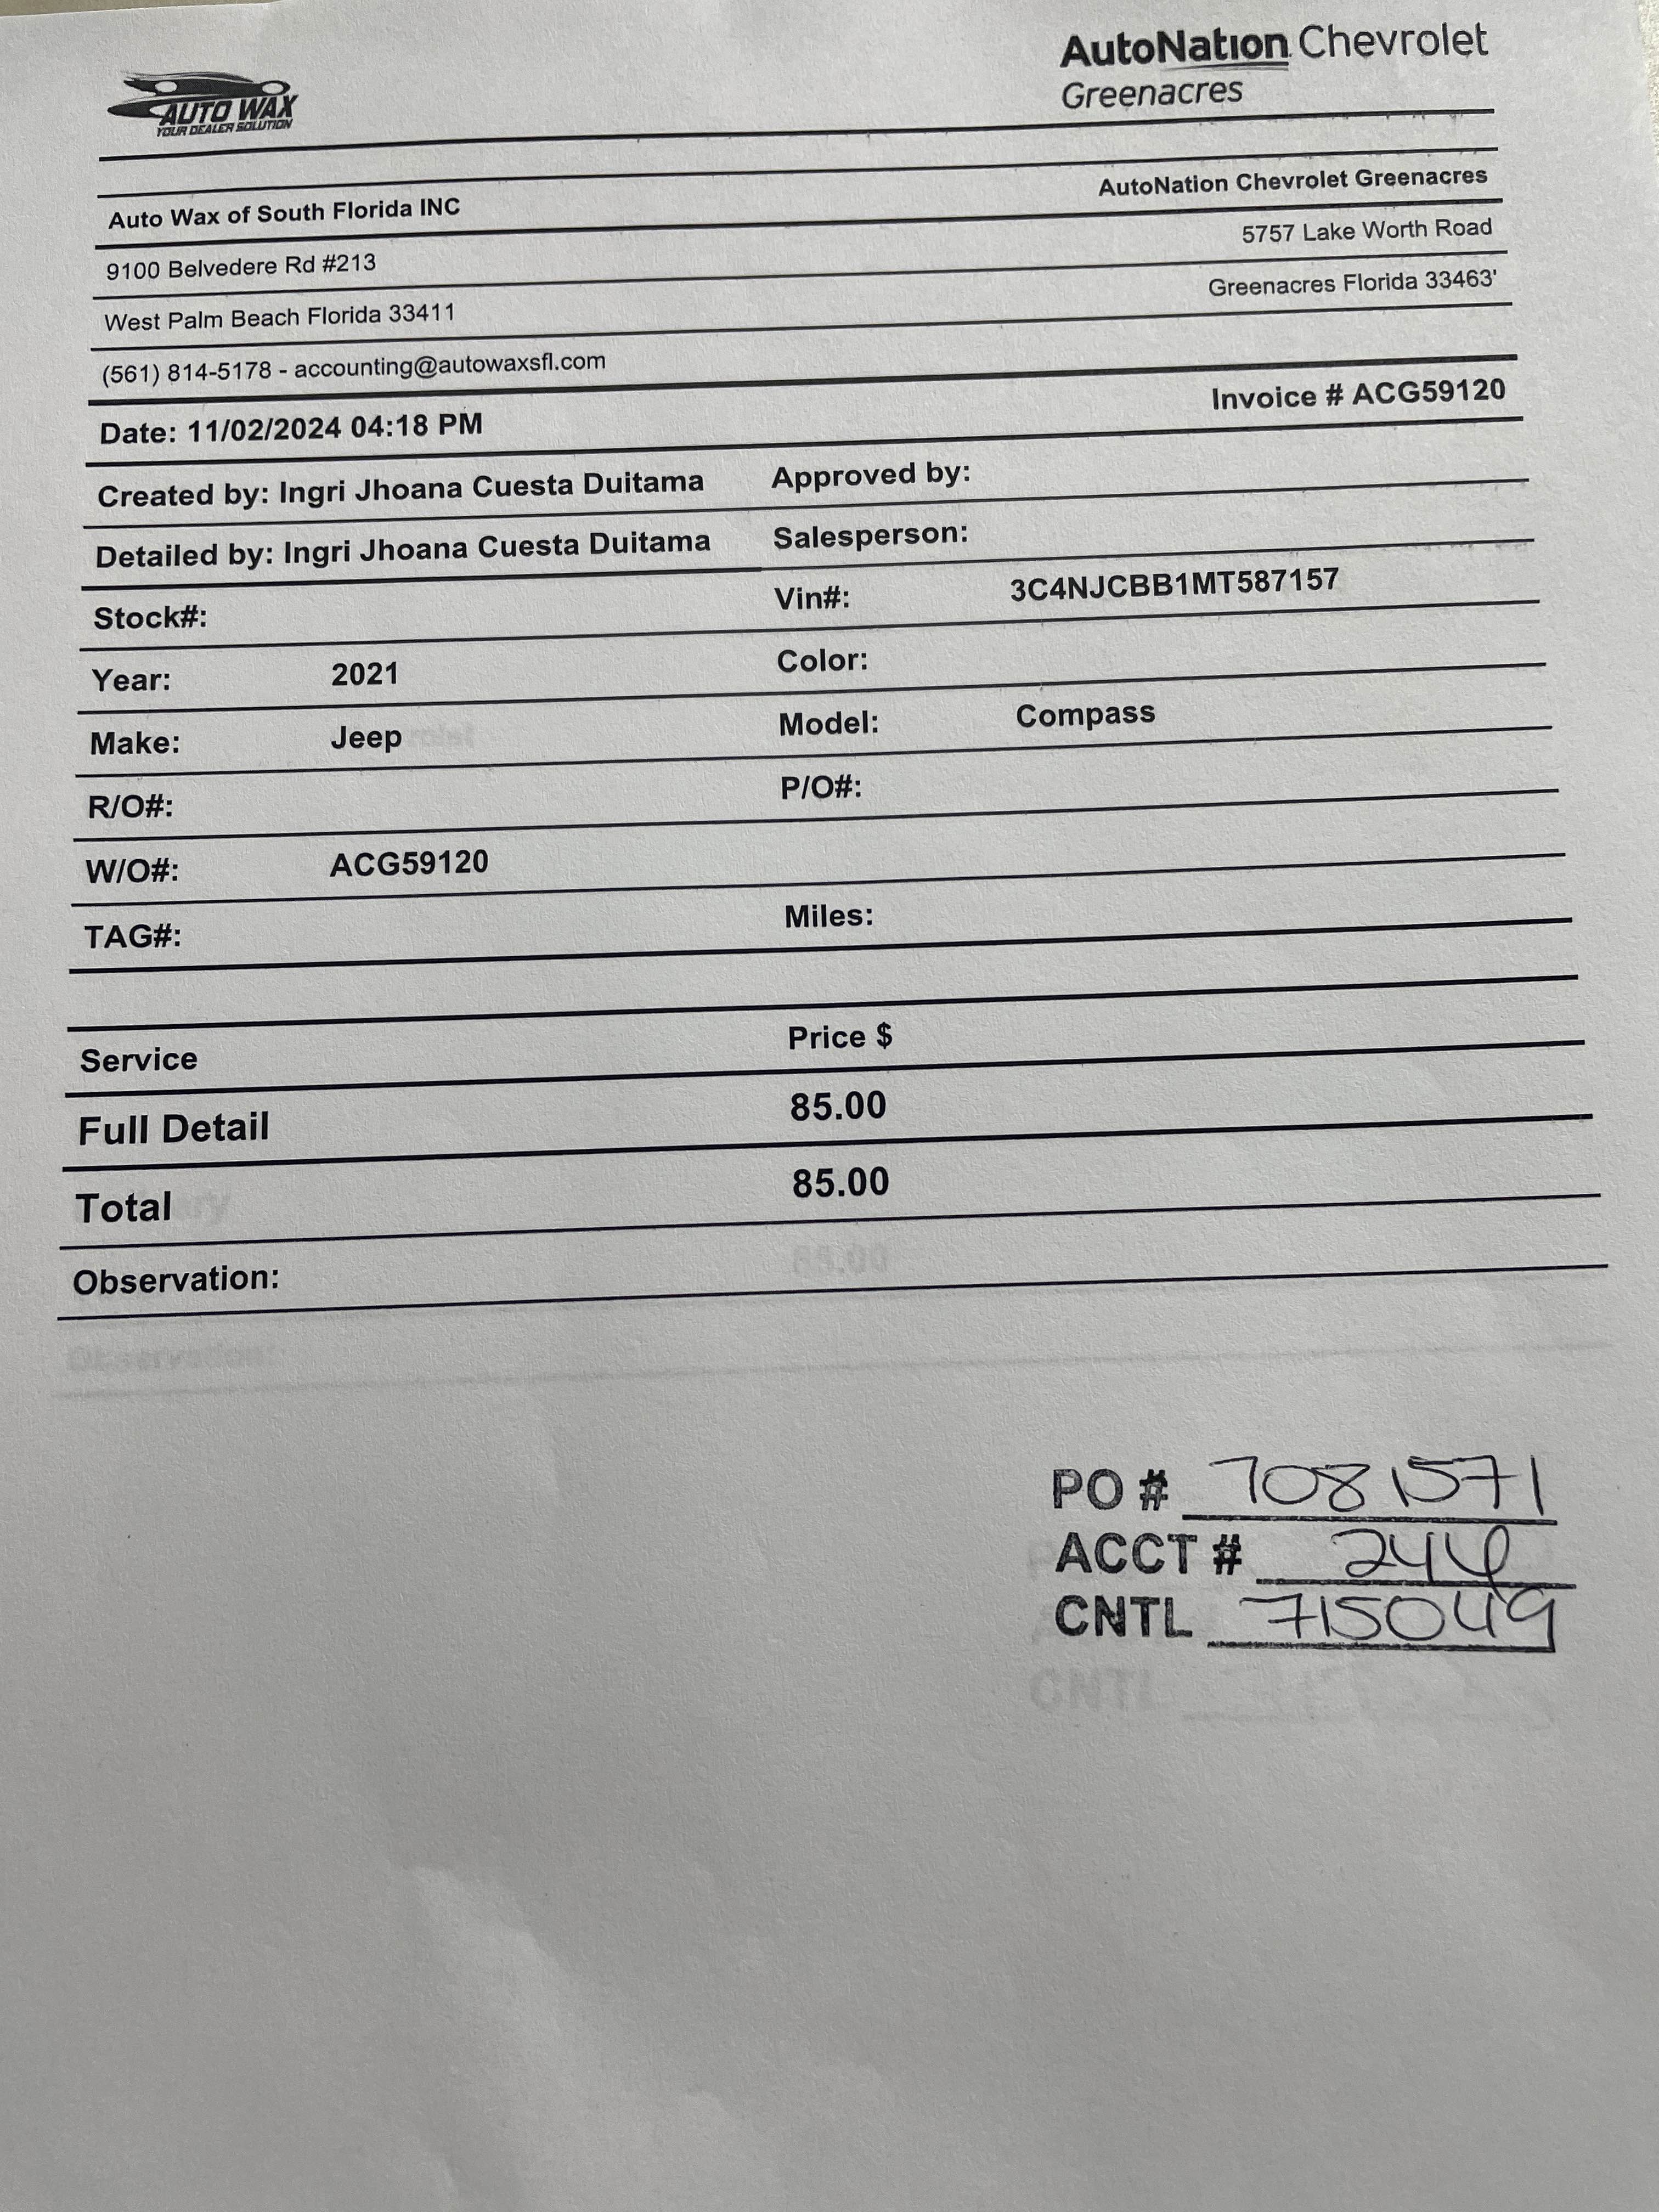 AUTO WAX
YOUR DEALER SOLUTION
AutoNation Chevrolet
Greenacres
Auto Wax of South Florida INC
AutoNation Chevrolet Greenacres
9100 Belvedere Rd #213
5757 Lake Worth Road
West Palm Beach Florida 33411
Greenacres Florida 33463'
(561) 814-5178 - accounting@autowaxsfl.com
Date: 11/02/2024 04:18 PM
Invoice # ACG59120
Created by: Ingri Jhoana Cuesta Duitama Approved by:
Detailed by: Ingri Jhoana Cuesta Duitama Salesperson:
Stock#: Vin#: 3C4NJCBB1MT587157
Year: 2021 Color:
Make: Jeep Model: Compass
R/O#: P/O#:
W/O#: ACG59120
TAG#: Miles:
Service Price $
Full Detail 85.00
Total 85.00
Observation:
PO # 7081571
ACCT #
CNTL 715049